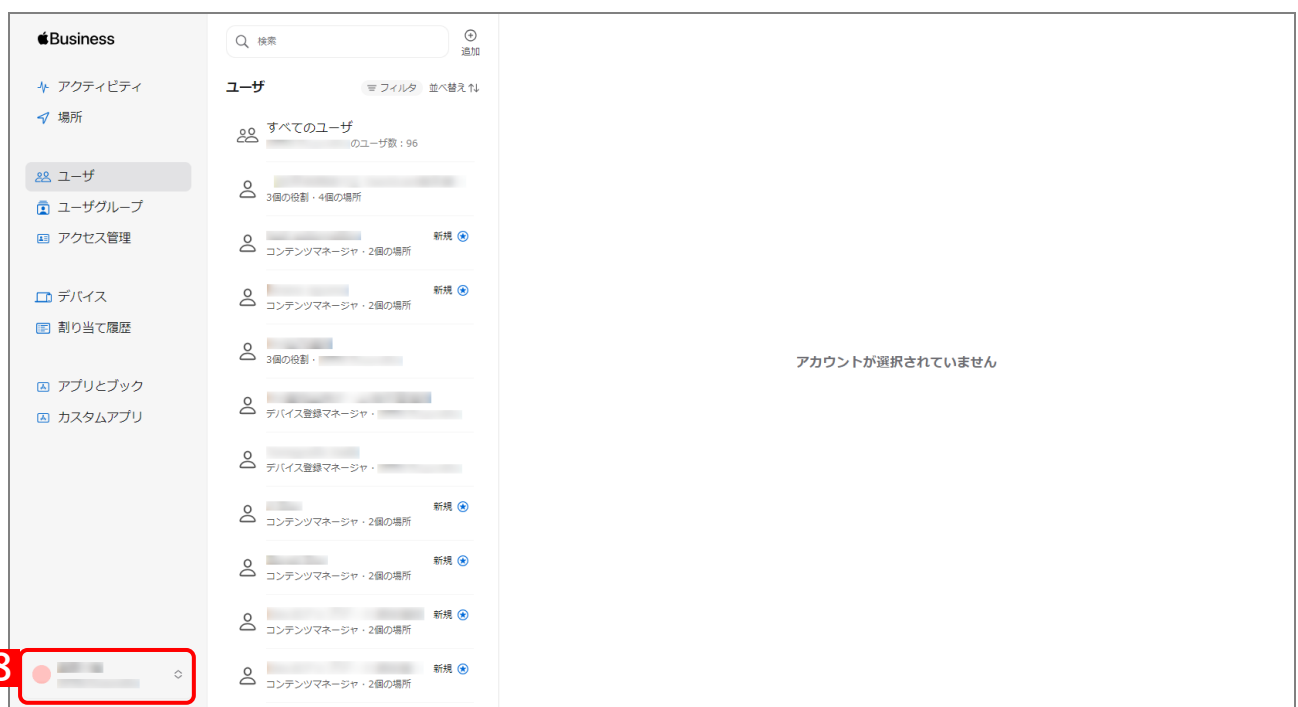 Business
アクティビティ
場所
ユーザ
ユーザグループ
アクセス管理
デバイス
割り当て履歴
アプリとブック
カスタムアプリ
8
検索
追加
ユーザ
フィルタ 並べ替え
すべてのユーザ
のユーザ数：96
3個の役割・4個の場所
新規
コンテンツマネージャ・2個の場所
新規
コンテンツマネージャ・2個の場所
3個の役割・
デバイス登録マネージャ・
デバイス登録マネージャ・
新規
コンテンツマネージャ・2個の場所
新規
コンテンツマネージャ・2個の場所
新規
コンテンツマネージャ・2個の場所
新規
コンテンツマネージャ・2個の場所
アカウントが選択されていません